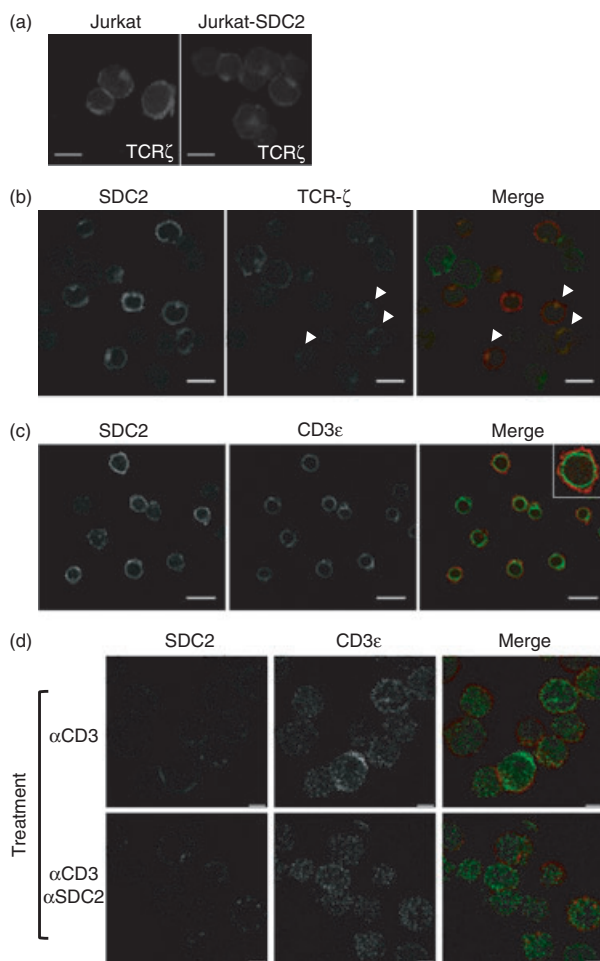 (a) Jurkat Jurkat-SDC2
TCRζ TCRζ
(b) SDC2 TCR-ζ Merge
(c) SDC2 CD3ε Merge
(d) SDC2 CD3ε Merge
Treatment
αCD3
αCD3
αSDC2